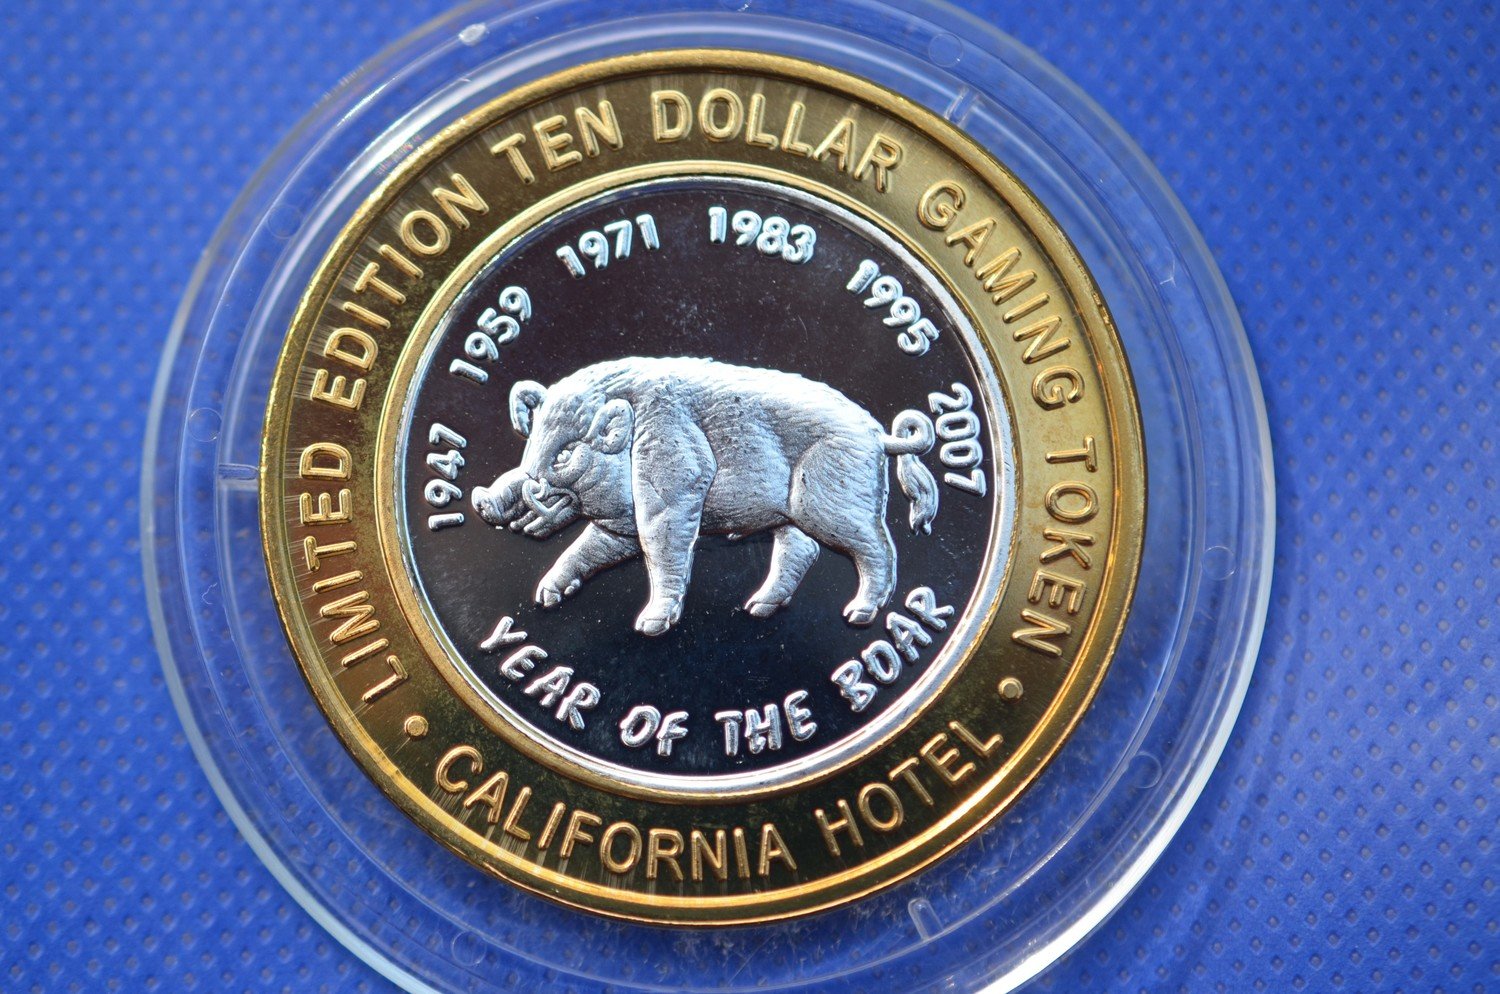 LIMITED EDITION TEN DOLLAR GAMING TOKEN
• CALIFORNIA HOTEL •
1947 1959 1971 1983 1995 2007
YEAR OF THE BOAR